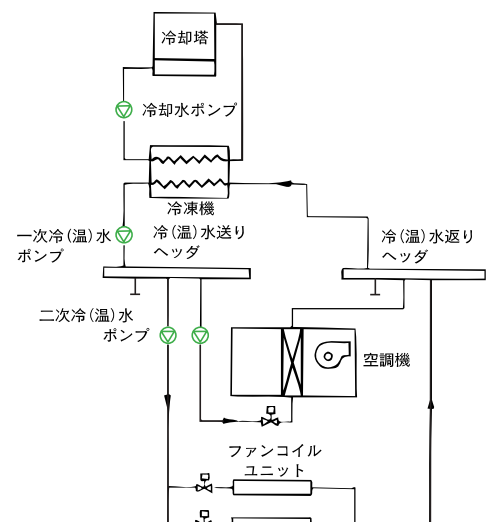 冷却塔
冷却水ポンプ
冷凍機
一次冷(温)水
ポンプ
冷(温)水送り
ヘッダ
冷(温)水返り
ヘッダ
二次冷(温)水
ポンプ
空調機
ファンコイル
ユニット